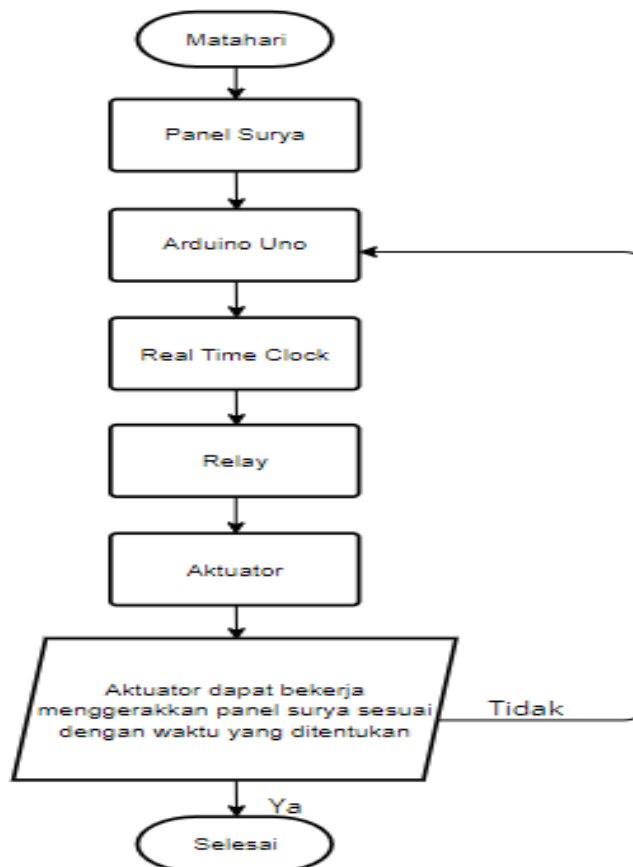 Matahari
Panel Surya
Arduino Uno
Real Time Clock
Relay
Aktuator
Aktuator dapat bekerja
menggerakkan panel surya sesuai
dengan waktu yang ditentukan
Tidak
Ya
Selesai